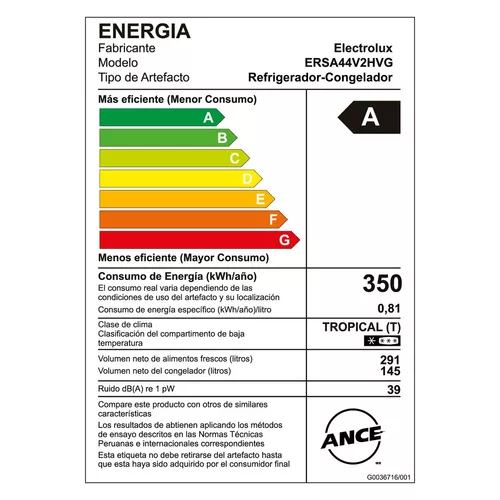 ENERGIA
Fabricante Electrolux
Modelo ERSA44V2HVG
Tipo de Artefacto Refrigerador-Congelador
Más eficiente (Menor Consumo)
A
A
B
C
D
E
F
G
Menos eficiente (Mayor Consumo)
Consumo de Energía (kWh/año) 350
El consumo real varia dependiendo de las
condiciones de uso del artefacto y su localización
Consumo de energía específico (kWh/año)/litro 0,81
Clase de clima TROPICAL (T)
Clasificación del compartimento de baja
temperatura
Volumen neto de alimentos frescos (litros) 291
Volumen neto del congelador (litros) 145
Ruido dB(A) re 1 pW 39
Compare este producto con otros de similares
características
Los resultados de obtienen aplicando los métodos
de ensayo descritos en las Normas Técnicas
Peruanas e internacionales correspondientes
Esta etiqueta no debe retirarse del artefacto hasta
que esta haya sido adquirido por el consumidor final
ANCE
G0036716/001